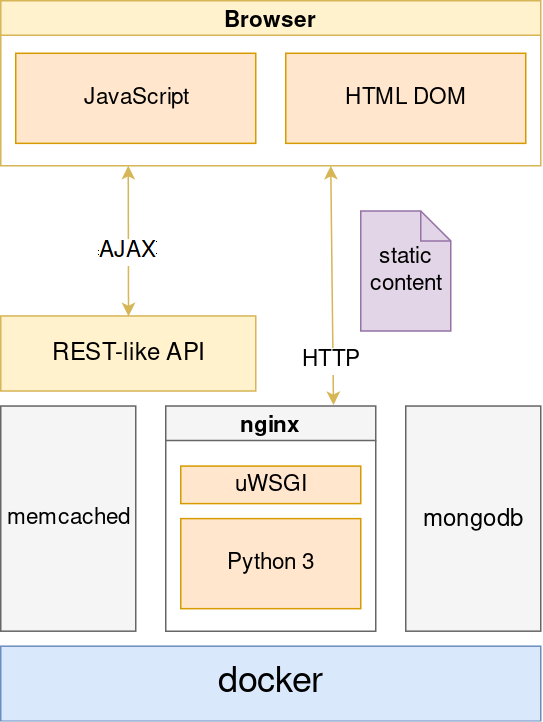 Browser
JavaScript
HTML DOM
AJAX
static
content
REST-like API
HTTP
nginx
uWSGI
memcached
mongodb
Python 3
docker